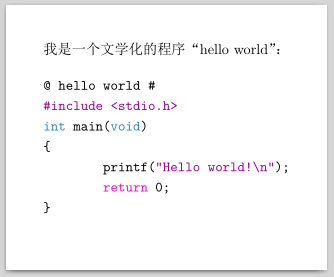 我是一个文学化的程序 “hello world”:
@ hello world #
#include <stdio.h>
int main(void)
{
        printf("Hello world!\n");
        return 0;
}